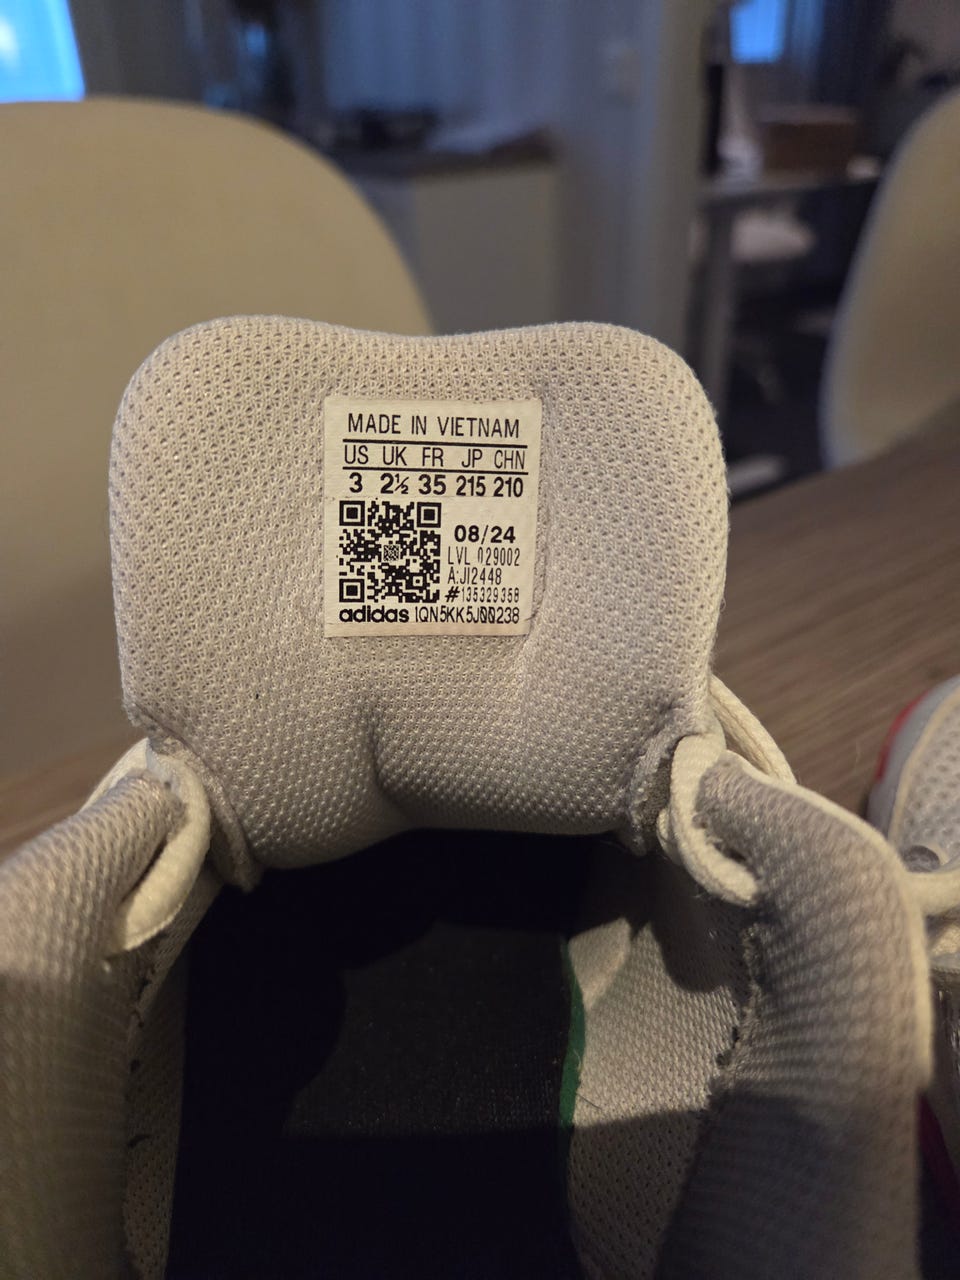 MADE IN VIETNAM
US UK FR JP CHN
3 2½ 35 215 210
08/24
LVL 029002
A:JI2448
#135329358
adidas 1QN5KK5J00238